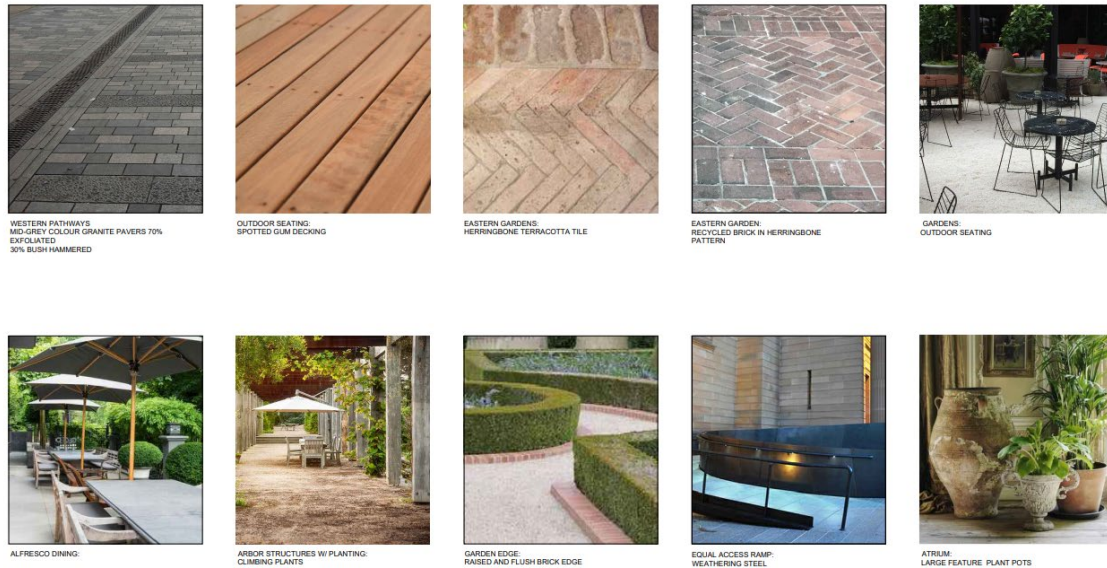 WESTERN PATHWAYS
MID-GREY COLOUR GRANITE PAVERS 70%
EXFOLIATED
30% BUSH HAMMERED
OUTDOOR SEATING:
SPOTTED GUM DECKING
EASTERN GARDENS:
HERRINGBONE TERRACOTTA TILE
EASTERN GARDEN:
RECYCLED BRICK IN HERRINGBONE
PATTERN
GARDENS:
OUTDOOR SEATING
ALFRESCO DINING:
ARBOR STRUCTURES W/ PLANTING:
CLIMBING PLANTS
GARDEN EDGE:
RAISED AND FLUSH BRICK EDGE
EQUAL ACCESS RAMP:
WEATHERING STEEL
ATRIUM:
LARGE FEATURE PLANT POTS